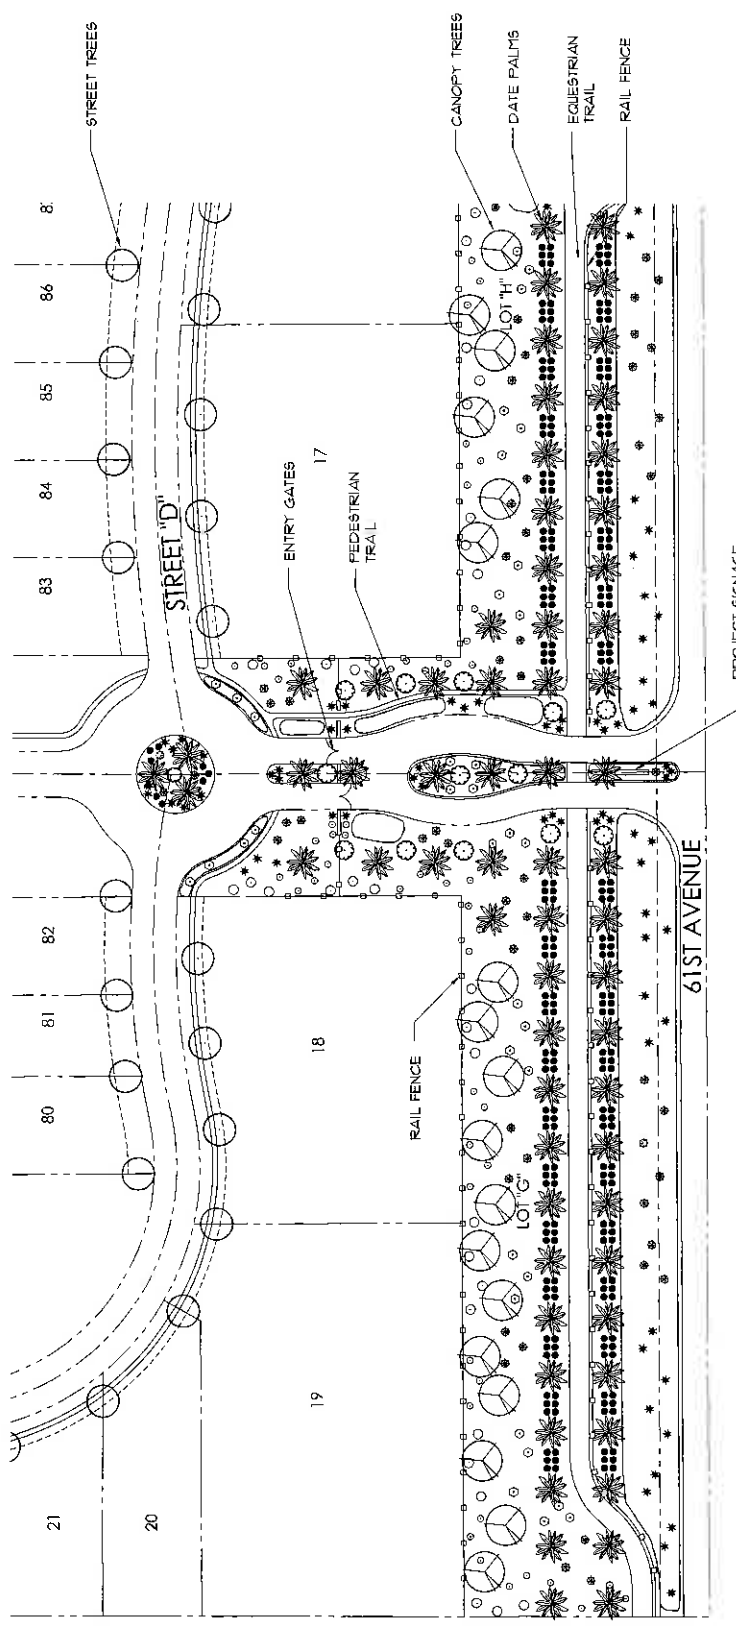 STREET TREES
CANOPY TREES
DATE PALMS
EQUESTRIAN
TRAIL
RAIL FENCE
86
85
84
83
STREET "D"
17
LOT "H"
ENTRY GATES
PEDESTRIAN
TRAIL
82
81
80
18
RAIL FENCE
LOT "G"
61ST AVENUE
19
20
21